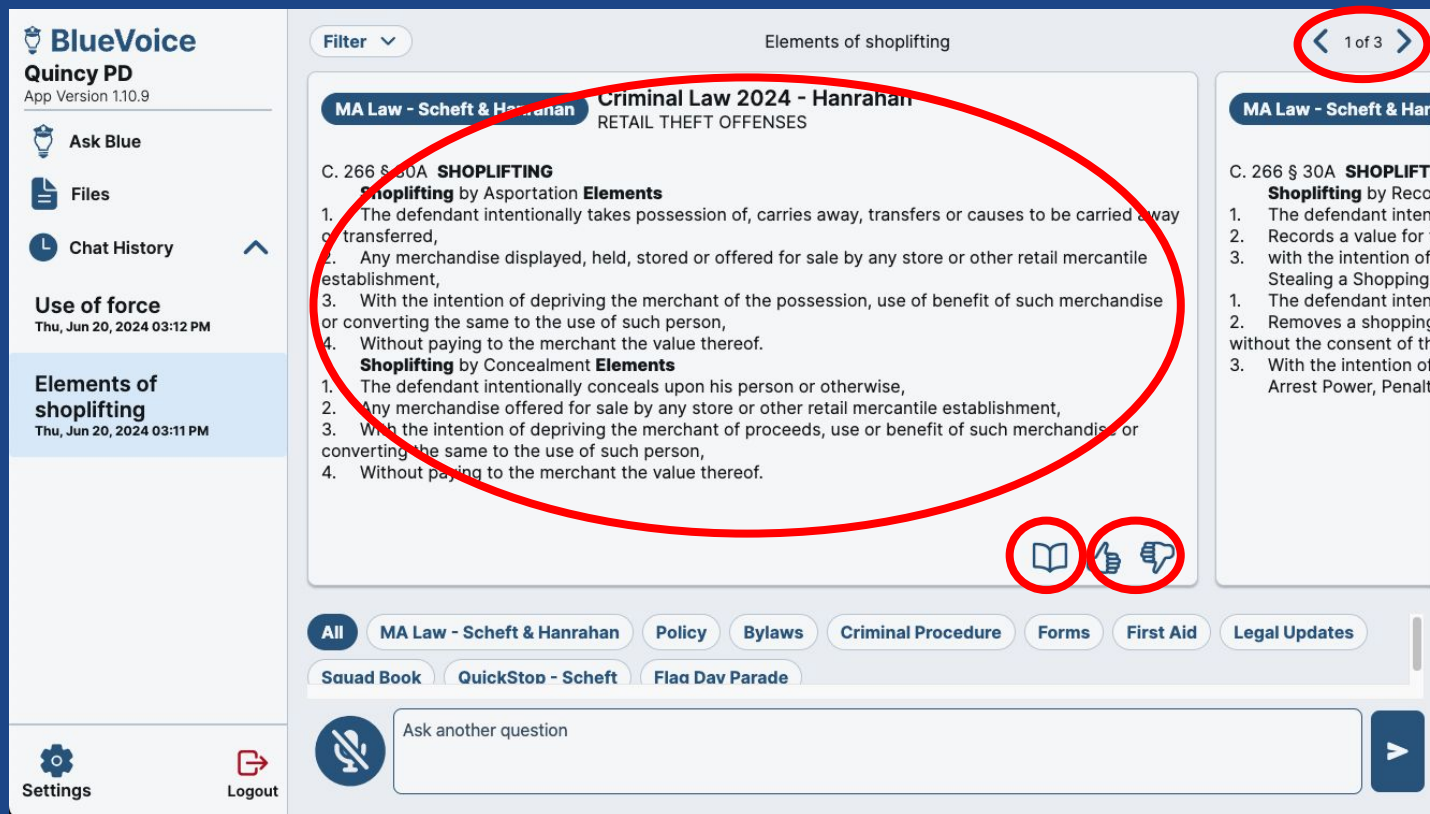 BlueVoice
Quincy PD
App Version 1.10.9
Ask Blue
Files
Chat History
Use of force
Thu, Jun 20, 2024 03:12 PM
Elements of
shoplifting
Thu, Jun 20, 2024 03:11 PM
Settings
Logout
Filter
Elements of shoplifting
1 of 3
MA Law - Scheft & Hanrahan
Criminal Law 2024 - Hanrahan
RETAIL THEFT OFFENSES
C. 266 § 30A SHOPLIFTING
Shoplifting by Asportation Elements
1. The defendant intentionally takes possession of, carries away, transfers or causes to be carried away
or transferred,
2. Any merchandise displayed, held, stored or offered for sale by any store or other retail mercantile
establishment,
3. With the intention of depriving the merchant of the possession, use of benefit of such merchandise
or converting the same to the use of such person,
4. Without paying to the merchant the value thereof.
Shoplifting by Concealment Elements
1. The defendant intentionally conceals upon his person or otherwise,
2. Any merchandise offered for sale by any store or other retail mercantile establishment,
3. With the intention of depriving the merchant of proceeds, use or benefit of such merchandise or
converting the same to the use of such person,
4. Without paying to the merchant the value thereof.
MA Law - Scheft & Har
C. 266 § 30A SHOPLIFT
Shoplifting by Reco
1. The defendant inten
2. Records a value for
3. with the intention of
Stealing a Shopping
1. The defendant inten
2. Removes a shopping
without the consent of th
3. With the intention of
Arrest Power, Penalt
All
MA Law - Scheft & Hanrahan
Policy
Bylaws
Criminal Procedure
Forms
First Aid
Legal Updates
Squad Book
QuickStop - Scheft
Flag Day Parade
Ask another question